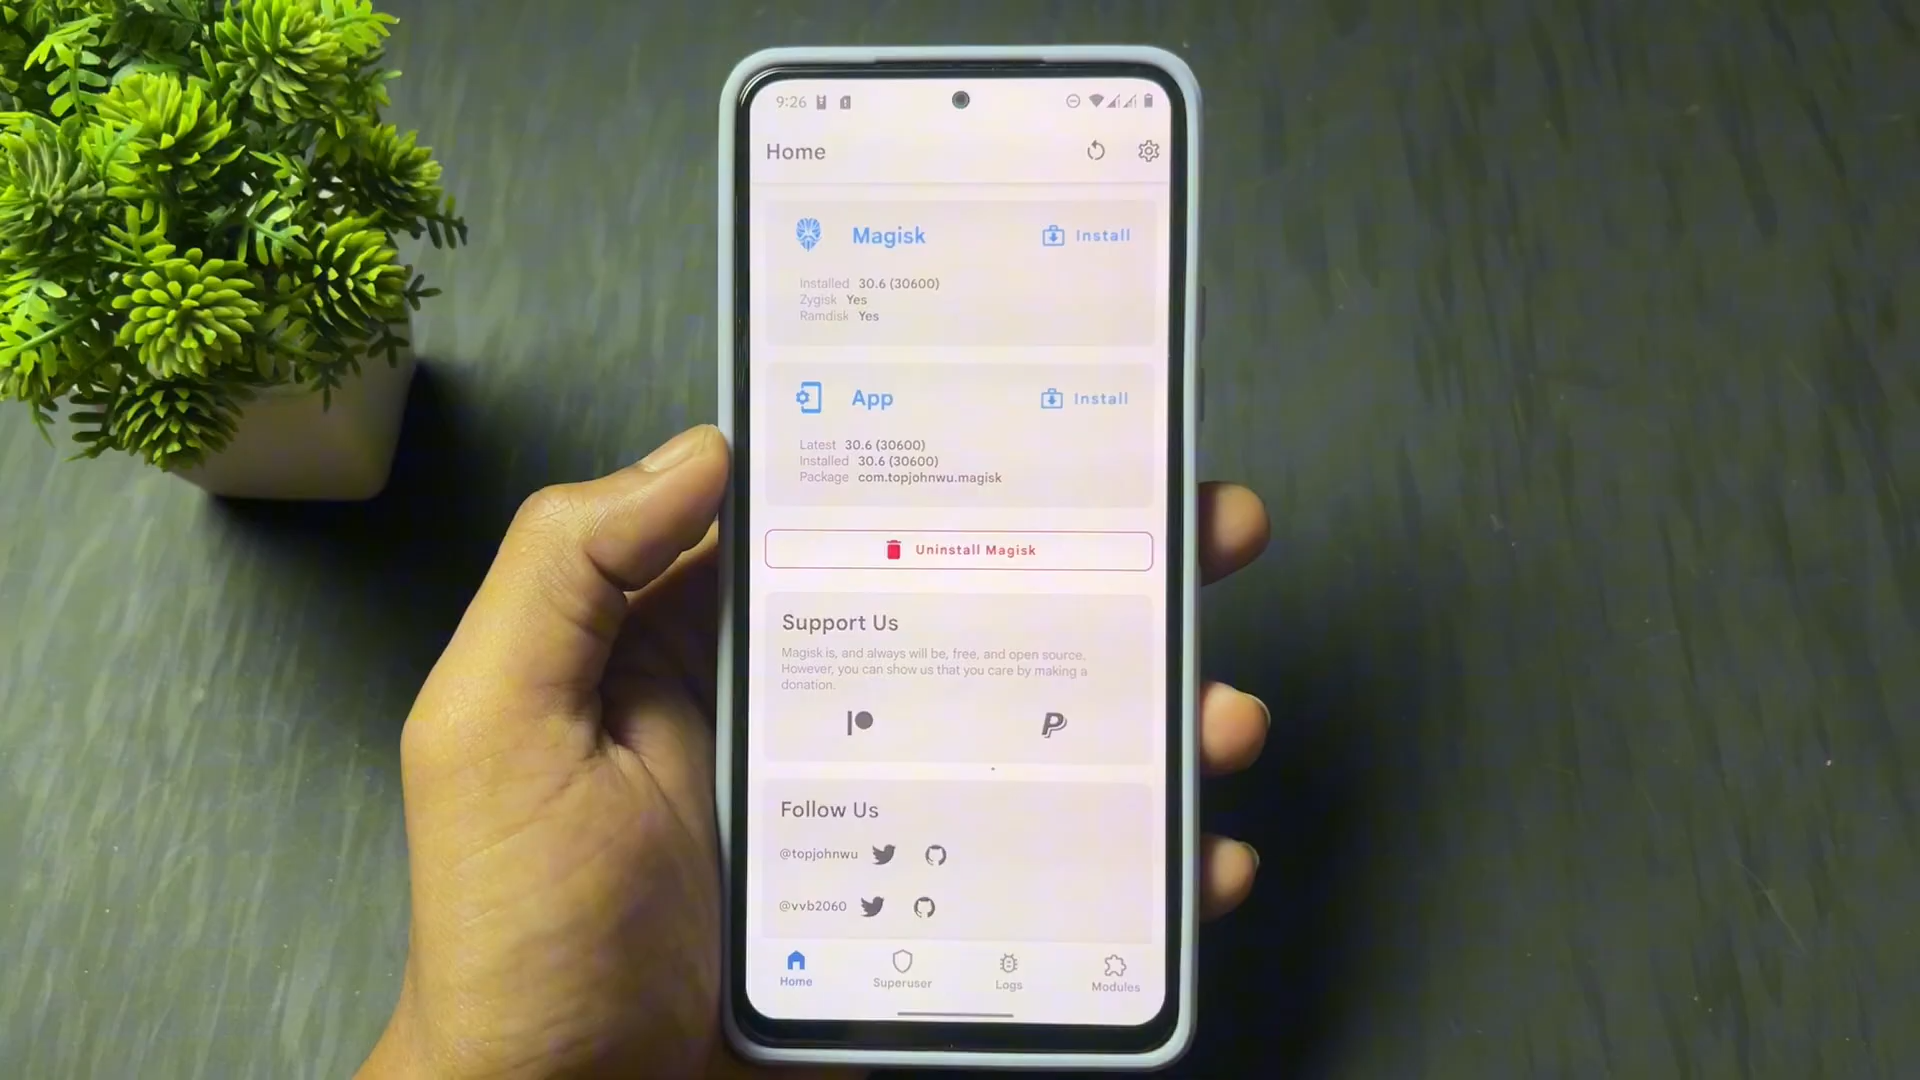 9:26
Home
Magisk
Install
Installed 30.6 (30600)
Zygisk Yes
Ramdisk Yes
App
Install
Latest 30.6 (30600)
Installed 30.6 (30600)
Package com.topjohnwu.magisk
Uninstall Magisk
Support Us
Magisk is, and always will be, free, and open source.
However, you can show us that you care by making a
donation.
Follow Us
@topjohnwu
@vvb2060
Home Superuser Logs Modules